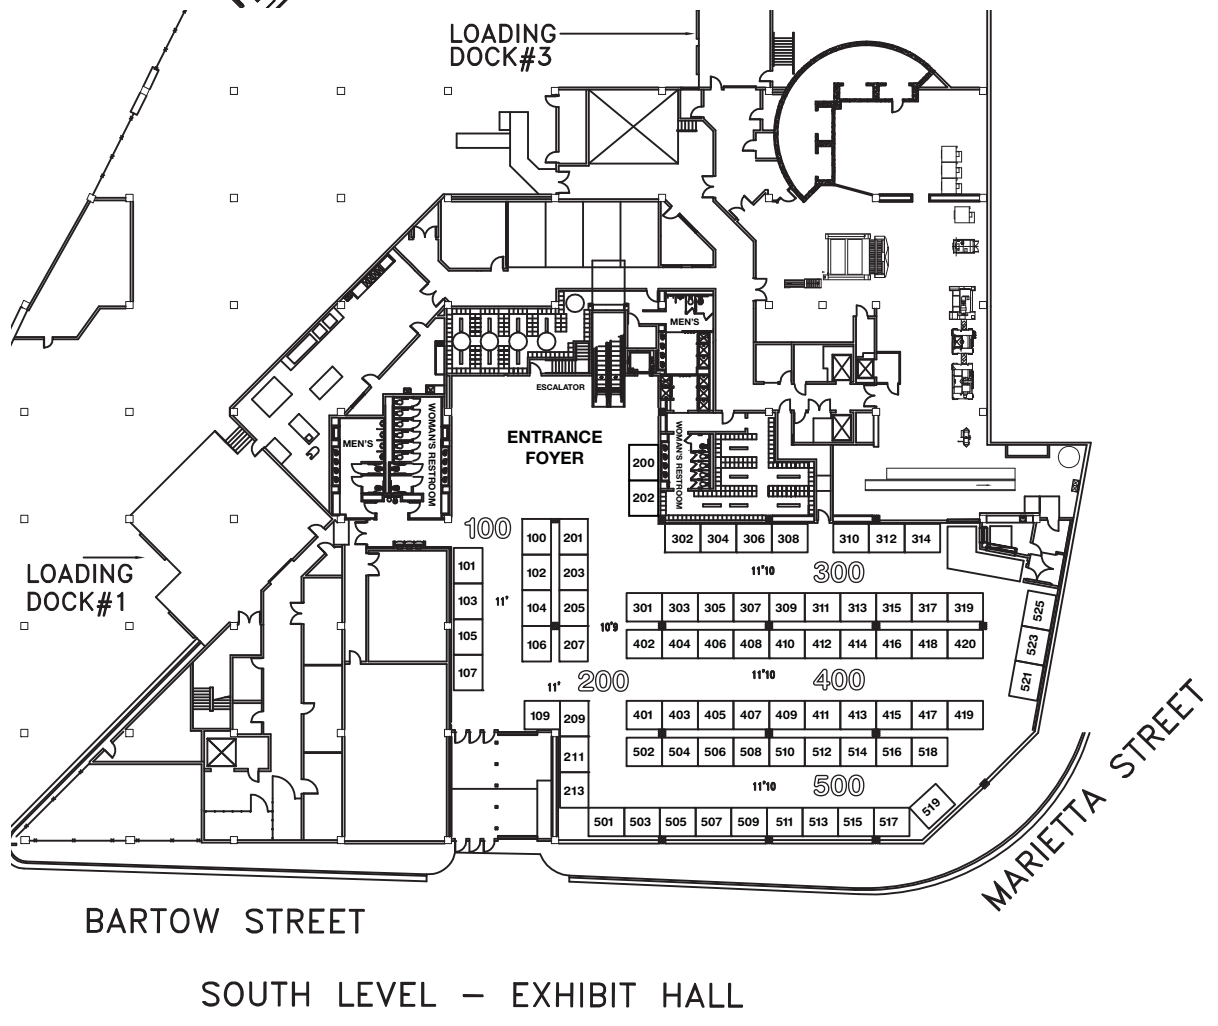 LOADING
DOCK#3
MEN'S
ESCALATOR
ENTRANCE
FOYER
MEN'S
WOMAN'S RESTROOM
WOMAN'S RESTROOM
200
202
100
100 201
302 304 306 308 310 312 314
101
102 203
11"10
300
LOADING
DOCK#1
103
11'
104 205
301 303 305 307 309 311 313 315 317 319
525
105
106 207
10"9
402 404 406 408 410 412 414 416 418 420
523
107
11'
200
11"10
400
521
109 209
401 403 405 407 409 411 413 415 417 419
211
502 504 506 508 510 512 514 516 518
213
11"10
500
501 503 505 507 509 511 513 515 517
519
MARIETTA STREET
BARTOW STREET
SOUTH LEVEL – EXHIBIT HALL